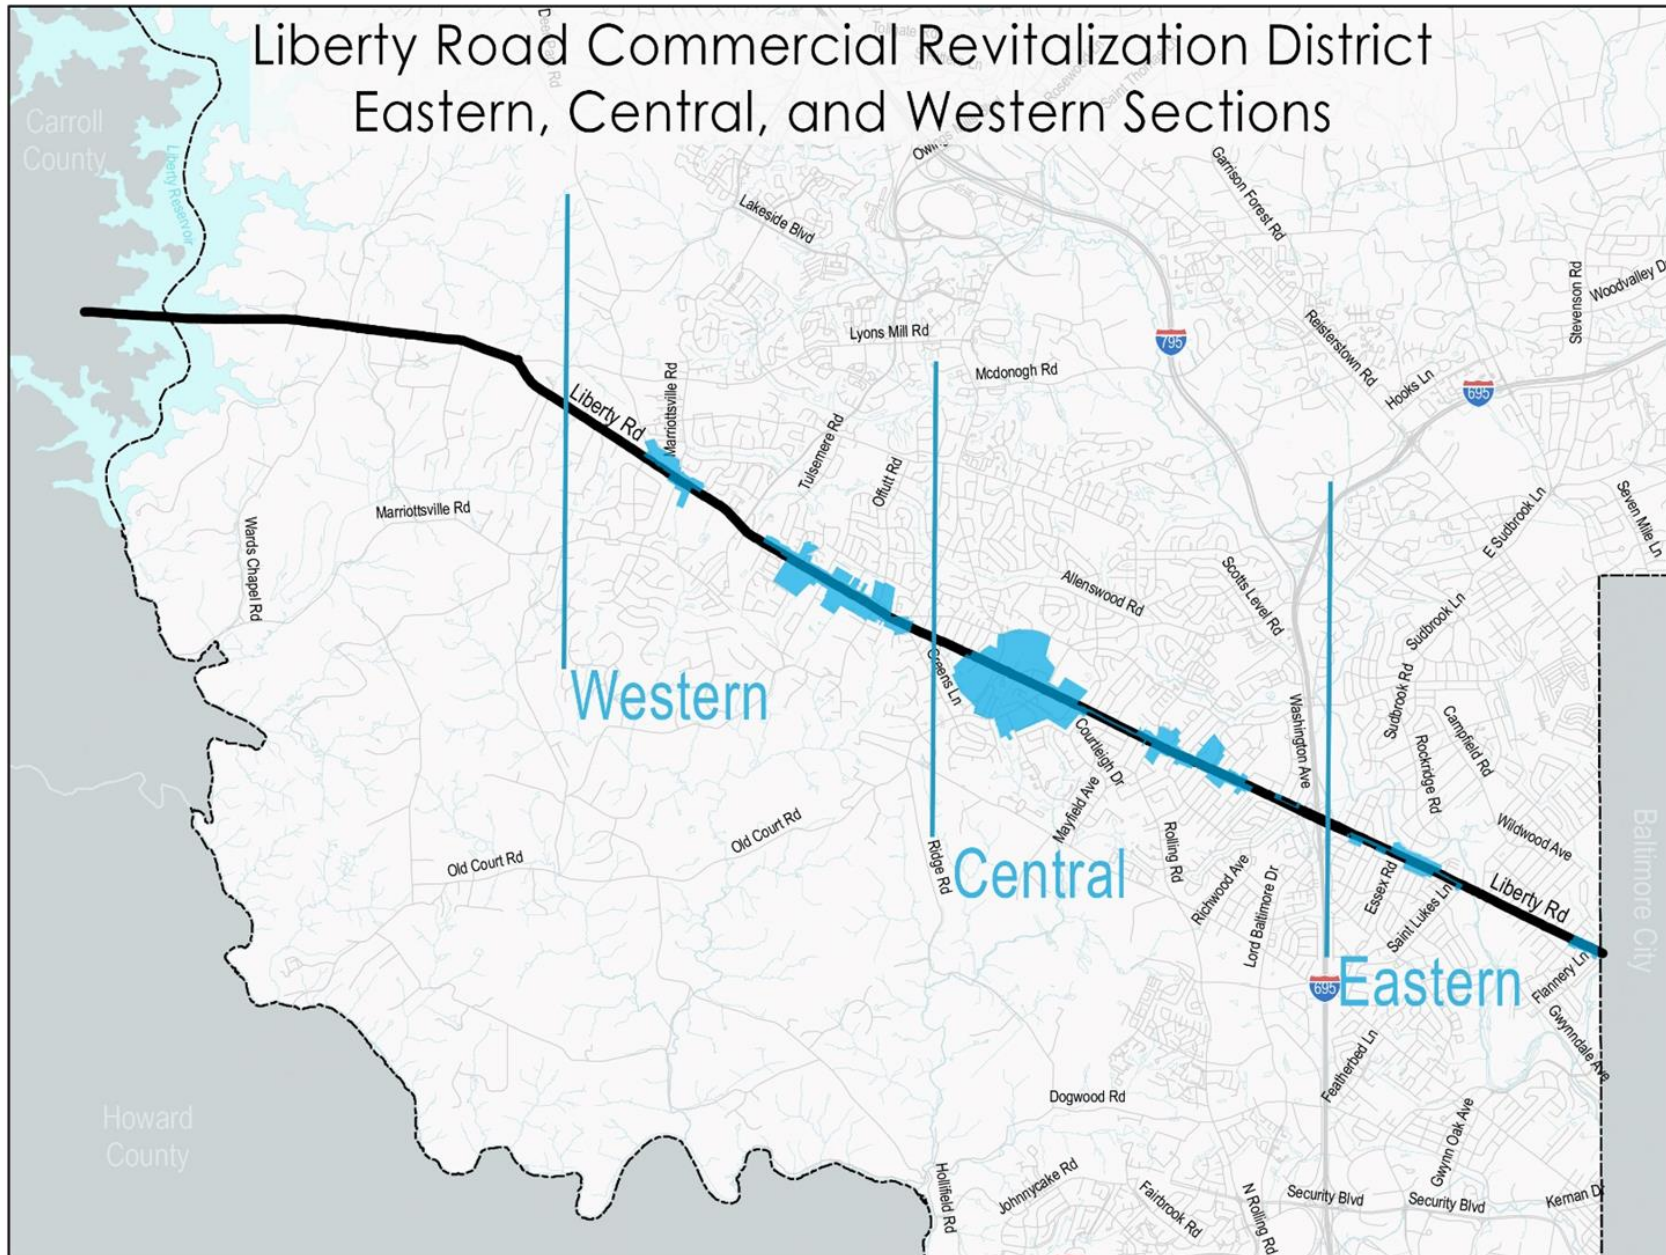 Liberty Road Commercial Revitalization District
Eastern, Central, and Western Sections
Carroll
County
Liberty Reservoir
Lakeside Blvd
Garrison Forest Rd
Stevenson Rd
Lyons Mill Rd
795
Reisterstown Rd
Mcdonogh Rd
Hooks Ln
695
Liberty Rd
Marriottsville Rd
Tulsemere Rd
Offutt Rd
Marriottsville Rd
Wards Chapel Rd
E Sudbrook Ln
Seven Mile Ln
Allenswood Rd
Scotts Level Rd
Sudbrook Ln
Greens Ln
Western
Sudbrook Rd
Washington Ave
Campfield Rd
Courtleigh Dr
Rockridge Rd
Mayfield Ave
Old Court Rd
Old Court Rd
Ridge Rd
Central
Rolling Rd
Richwood Ave
Lord Baltimore Dr
Essex Rd
Saint Lukes Ln
Wildwood Ave
Liberty Rd
Baltimore City
695
Eastern
Flannery Ln
Gwynndale Ave
Featherbed Ln
Dogwood Rd
Howard
County
Gwynn Oak Ave
Hollifield Rd
Johnnycake Rd
Fairbrook Rd
N Rolling Rd
Security Blvd
Security Blvd
Kernan Dr